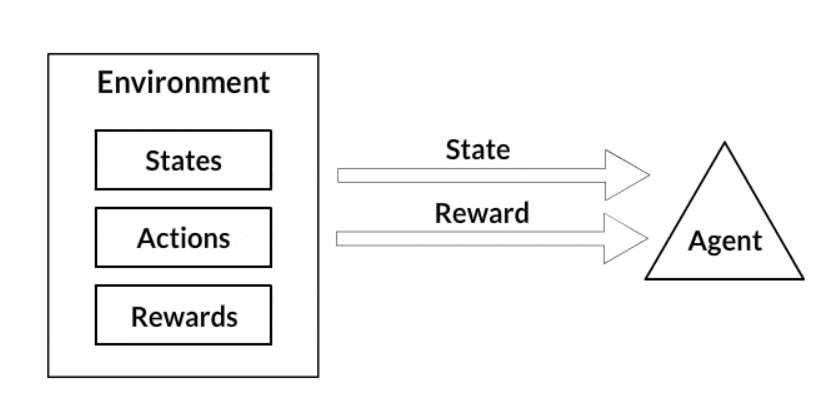 Environment
States
Actions
Rewards
State
Reward
Agent